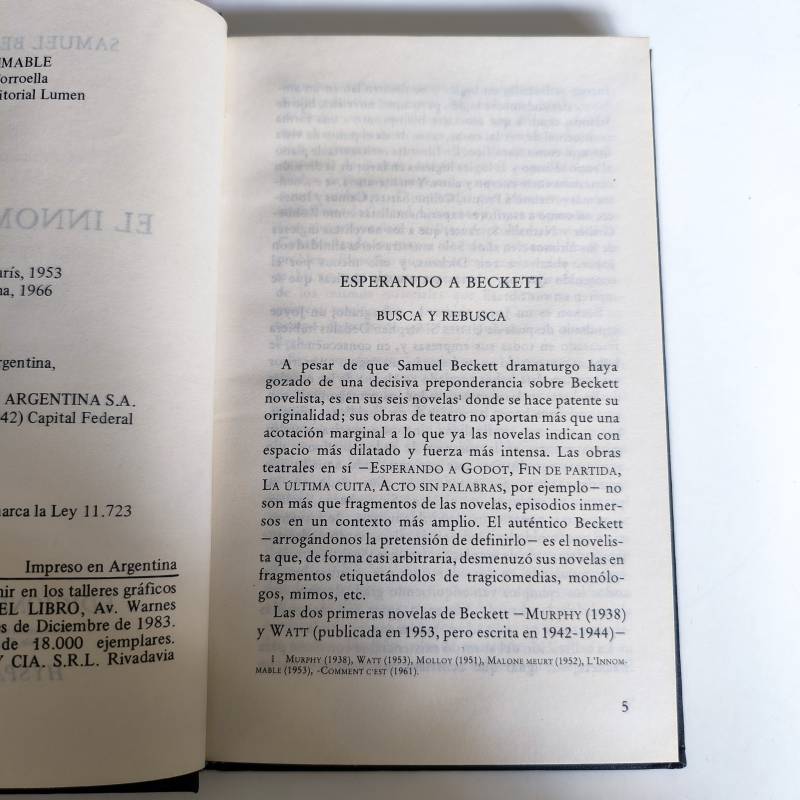 SAMUEL BE
MABLE
orroella
itorial Lumen
EL INNOM
arís, 1953
na, 1966
rgentina,
ARGENTINA S.A.
42) Capital Federal
arca la Ley 11.723
Impreso en Argentina
nir en los talleres gráficos
EL LIBRO, Av. Warnes
es de Diciembre de 1983.
de 18.000 ejemplares.
Y CIA. S.R.L. Rivadavia
ESPERANDO A BECKETT
BUSCA Y REBUSCA
A pesar de que Samuel Beckett dramaturgo haya
gozado de una decisiva preponderancia sobre Beckett
novelista, es en sus seis novelas¹ donde se hace patente su
originalidad; sus obras de teatro no aportan más que una
acotación marginal a lo que ya las novelas indican con
espacio más dilatado y fuerza más intensa. Las obras
teatrales en sí —ESPERANDO A GODOT, FIN DE PARTIDA,
LA ÚLTIMA CUITA, ACTO SIN PALABRAS, por ejemplo— no
son más que fragmentos de las novelas, episodios inmer-
sos en un contexto más amplio. El auténtico Beckett
—arrogándonos la pretensión de definirlo— es el novelis-
ta que, de forma casi arbitraria, desmenuzó sus novelas en
fragmentos etiquetándolos de tragicomedias, monólo-
gos, mimos, etc.
Las dos primeras novelas de Beckett —MURPHY (1938)
y WATT (publicada en 1953, pero escrita en 1942-1944)—
1 MURPHY (1938), WATT (1953), MOLLOY (1951), MALONE MEURT (1952), L'INNOM-
MABLE (1953), -COMMENT C'EST (1961).
5